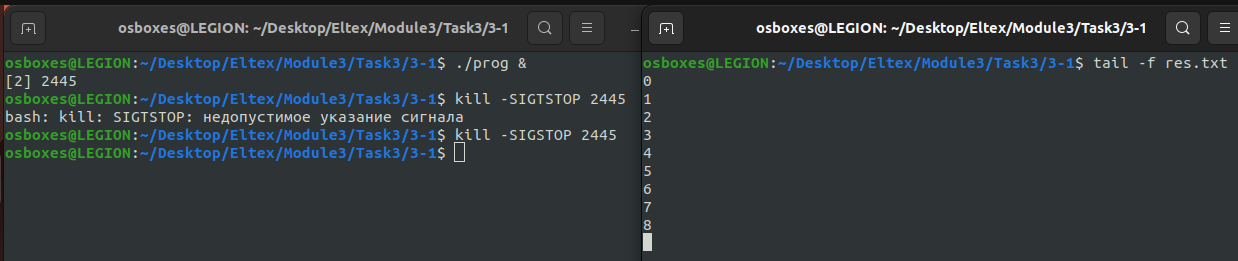 osboxes@LEGION: ~/Desktop/Eltex/Module3/Task3/3-1
osboxes@LEGION:~/Desktop/Eltex/Module3/Task3/3-1$ ./prog &
[2] 2445
osboxes@LEGION:~/Desktop/Eltex/Module3/Task3/3-1$ kill -SIGTSTOP 2445
bash: kill: SIGTSTOP: недопустимое указание сигнала
osboxes@LEGION:~/Desktop/Eltex/Module3/Task3/3-1$ kill -SIGSTOP 2445
osboxes@LEGION:~/Desktop/Eltex/Module3/Task3/3-1$
osboxes@LEGION: ~/Desktop/Eltex/Module3/Task3/3-1
osboxes@LEGION:~/Desktop/Eltex/Module3/Task3/3-1$ tail -f res.txt
0
1
2
3
4
5
6
7
8